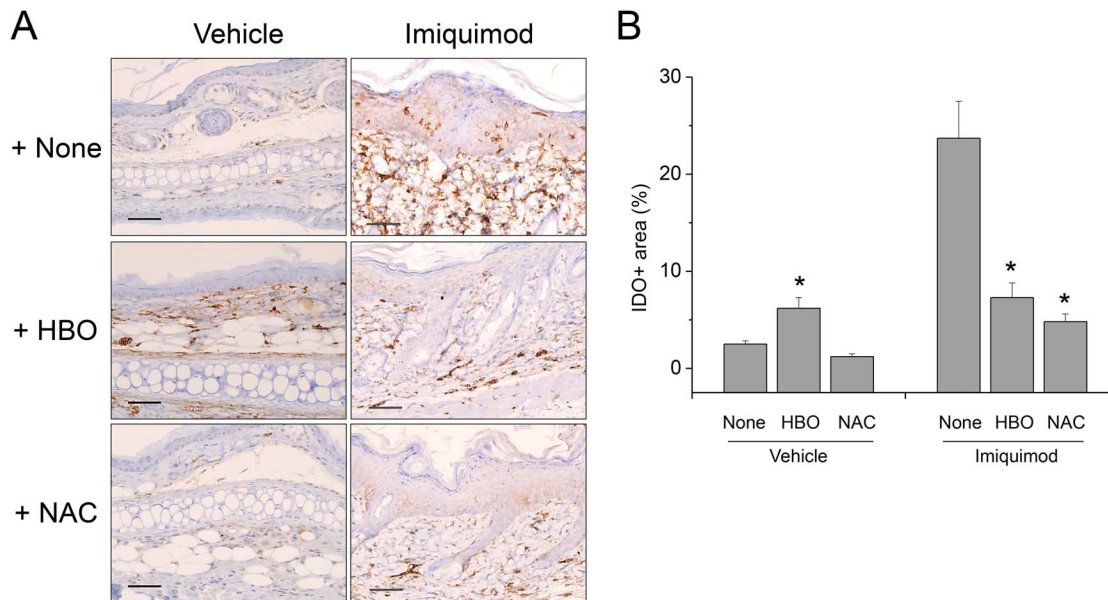 A
Vehicle Imiquimod
+ None
+ HBO
+ NAC
B
IDO+ area (%)
30
20
10
0
*
*
*
None HBO NAC None HBO NAC
Vehicle Imiquimod